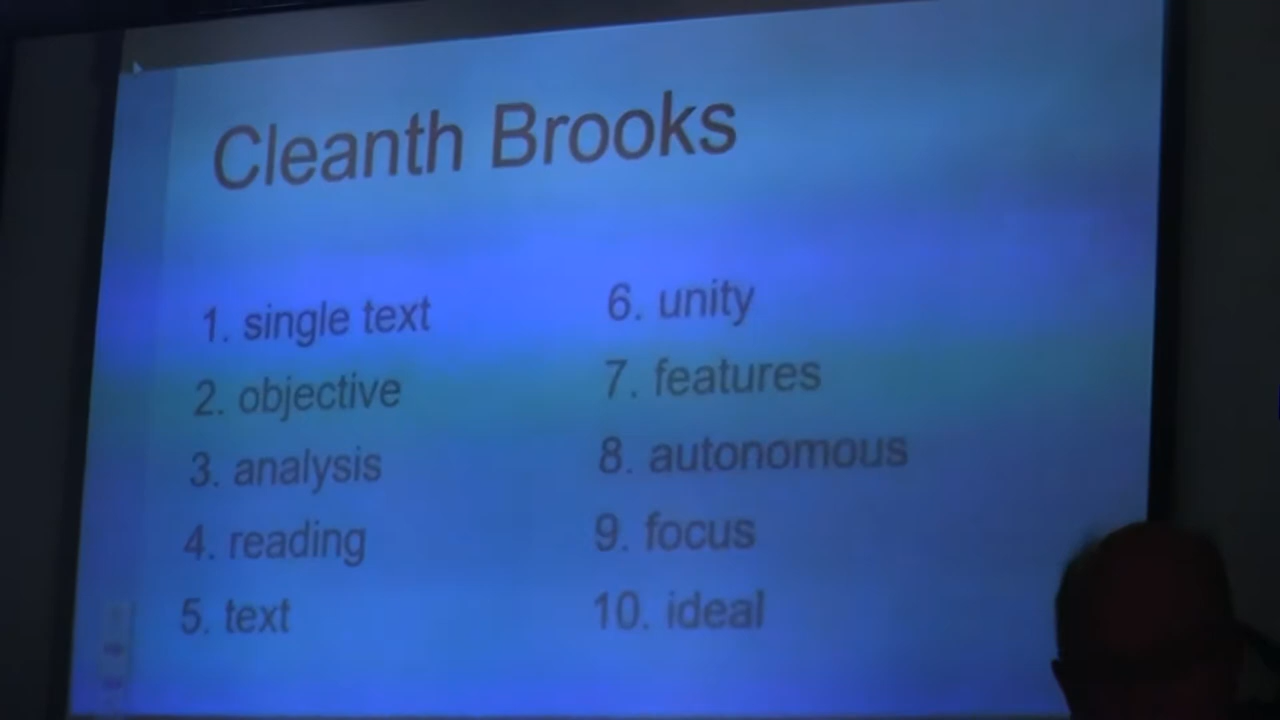 Cleanth Brooks
1. single text
2. objective
3. analysis
4. reading
5. text
6. unity
7. features
8. autonomous
9. focus
10. ideal